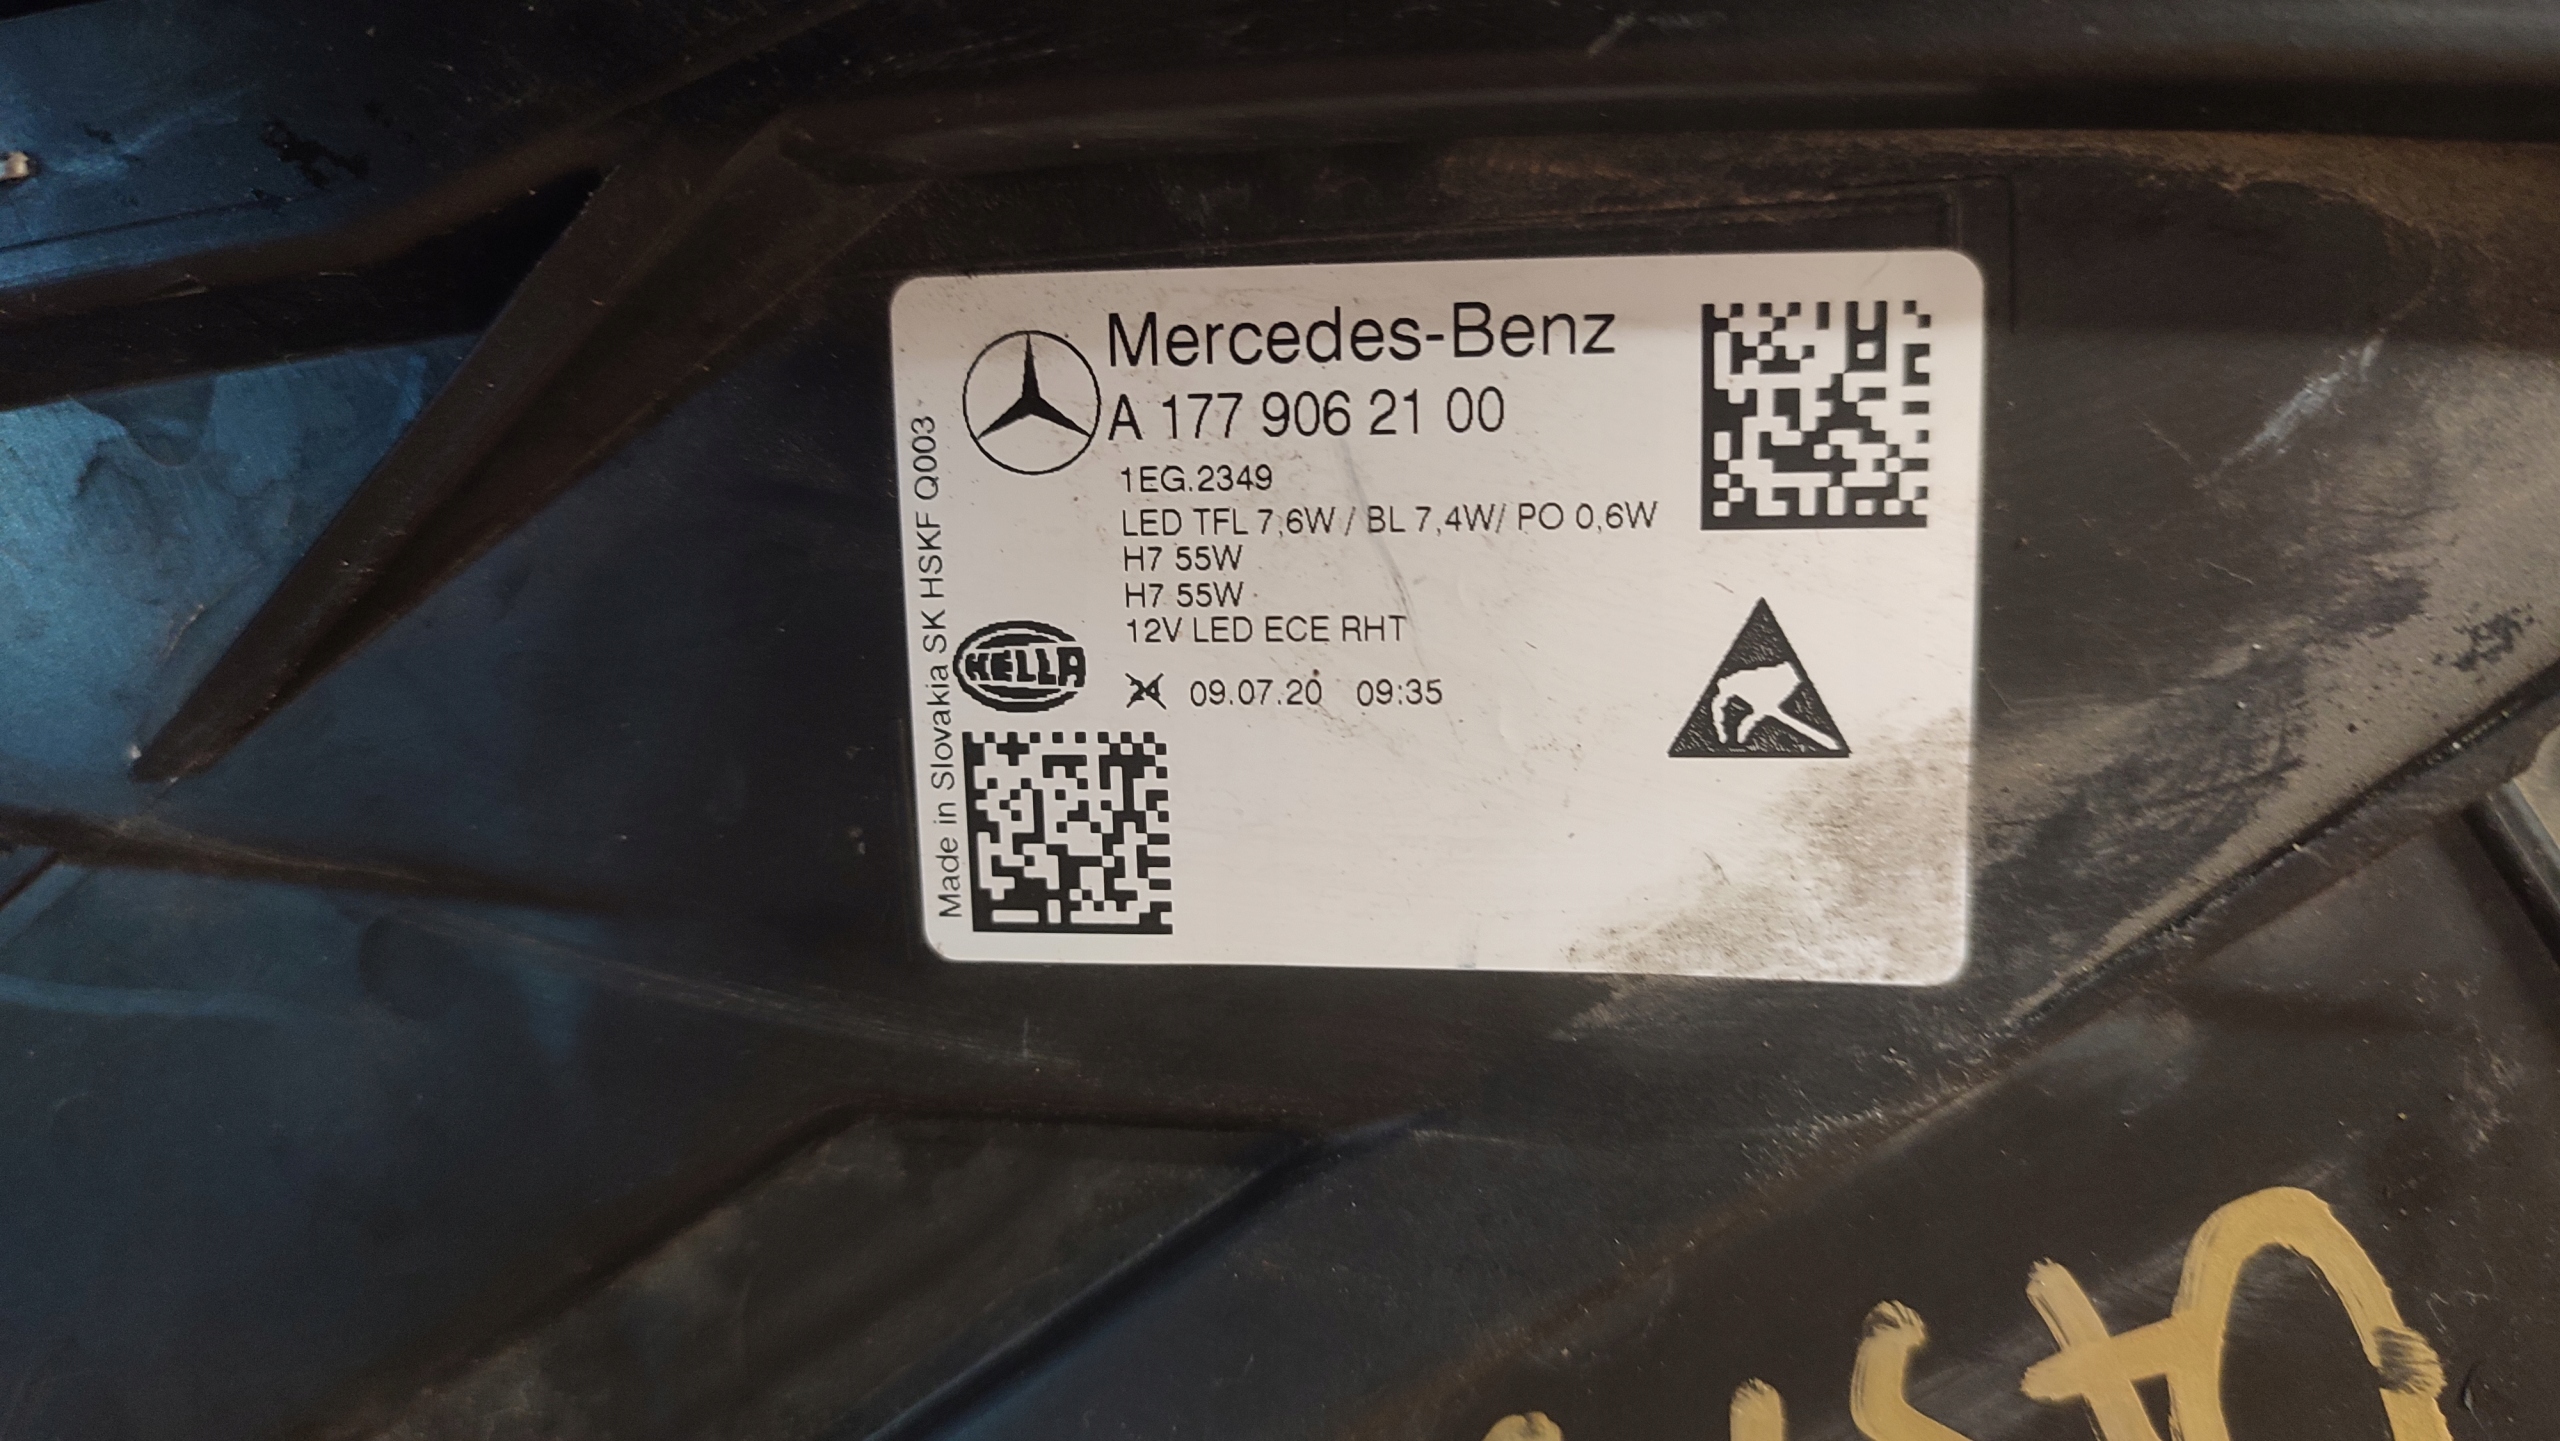 Mercedes-Benz
A 177 906 21 00
1EG.2349
LED TFL 7,6W / BL 7,4W/ PO 0,6W
H7 55W
H7 55W
12V LED ECE RHT
HELLA
24 09.07.20 09:35
Made in Slovakia SK HSKF Q003